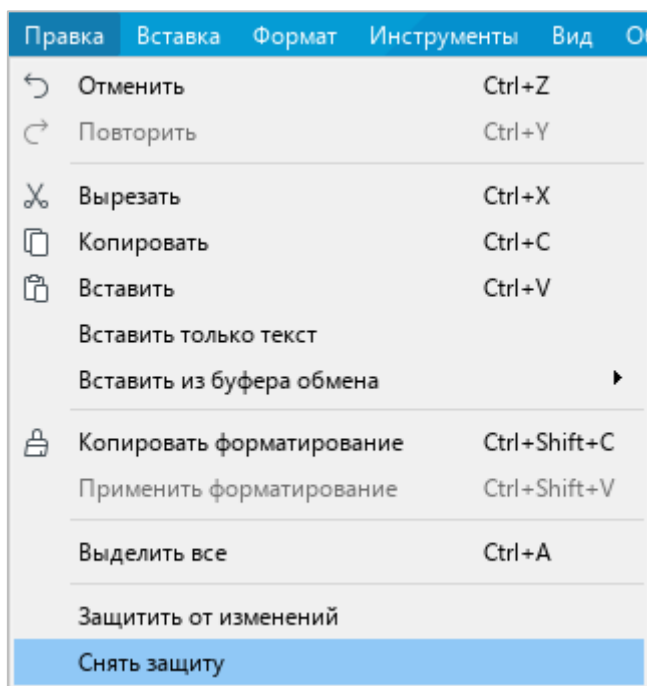 Правка Вставка Формат Инструменты Вид
Отменить Ctrl+Z
Повторить Ctrl+Y
Вырезать Ctrl+X
Копировать Ctrl+C
Вставить Ctrl+V
Вставить только текст
Вставить из буфера обмена
Копировать форматирование Ctrl+Shift+C
Применить форматирование Ctrl+Shift+V
Выделить все Ctrl+A
Защитить от изменений
Снять защиту